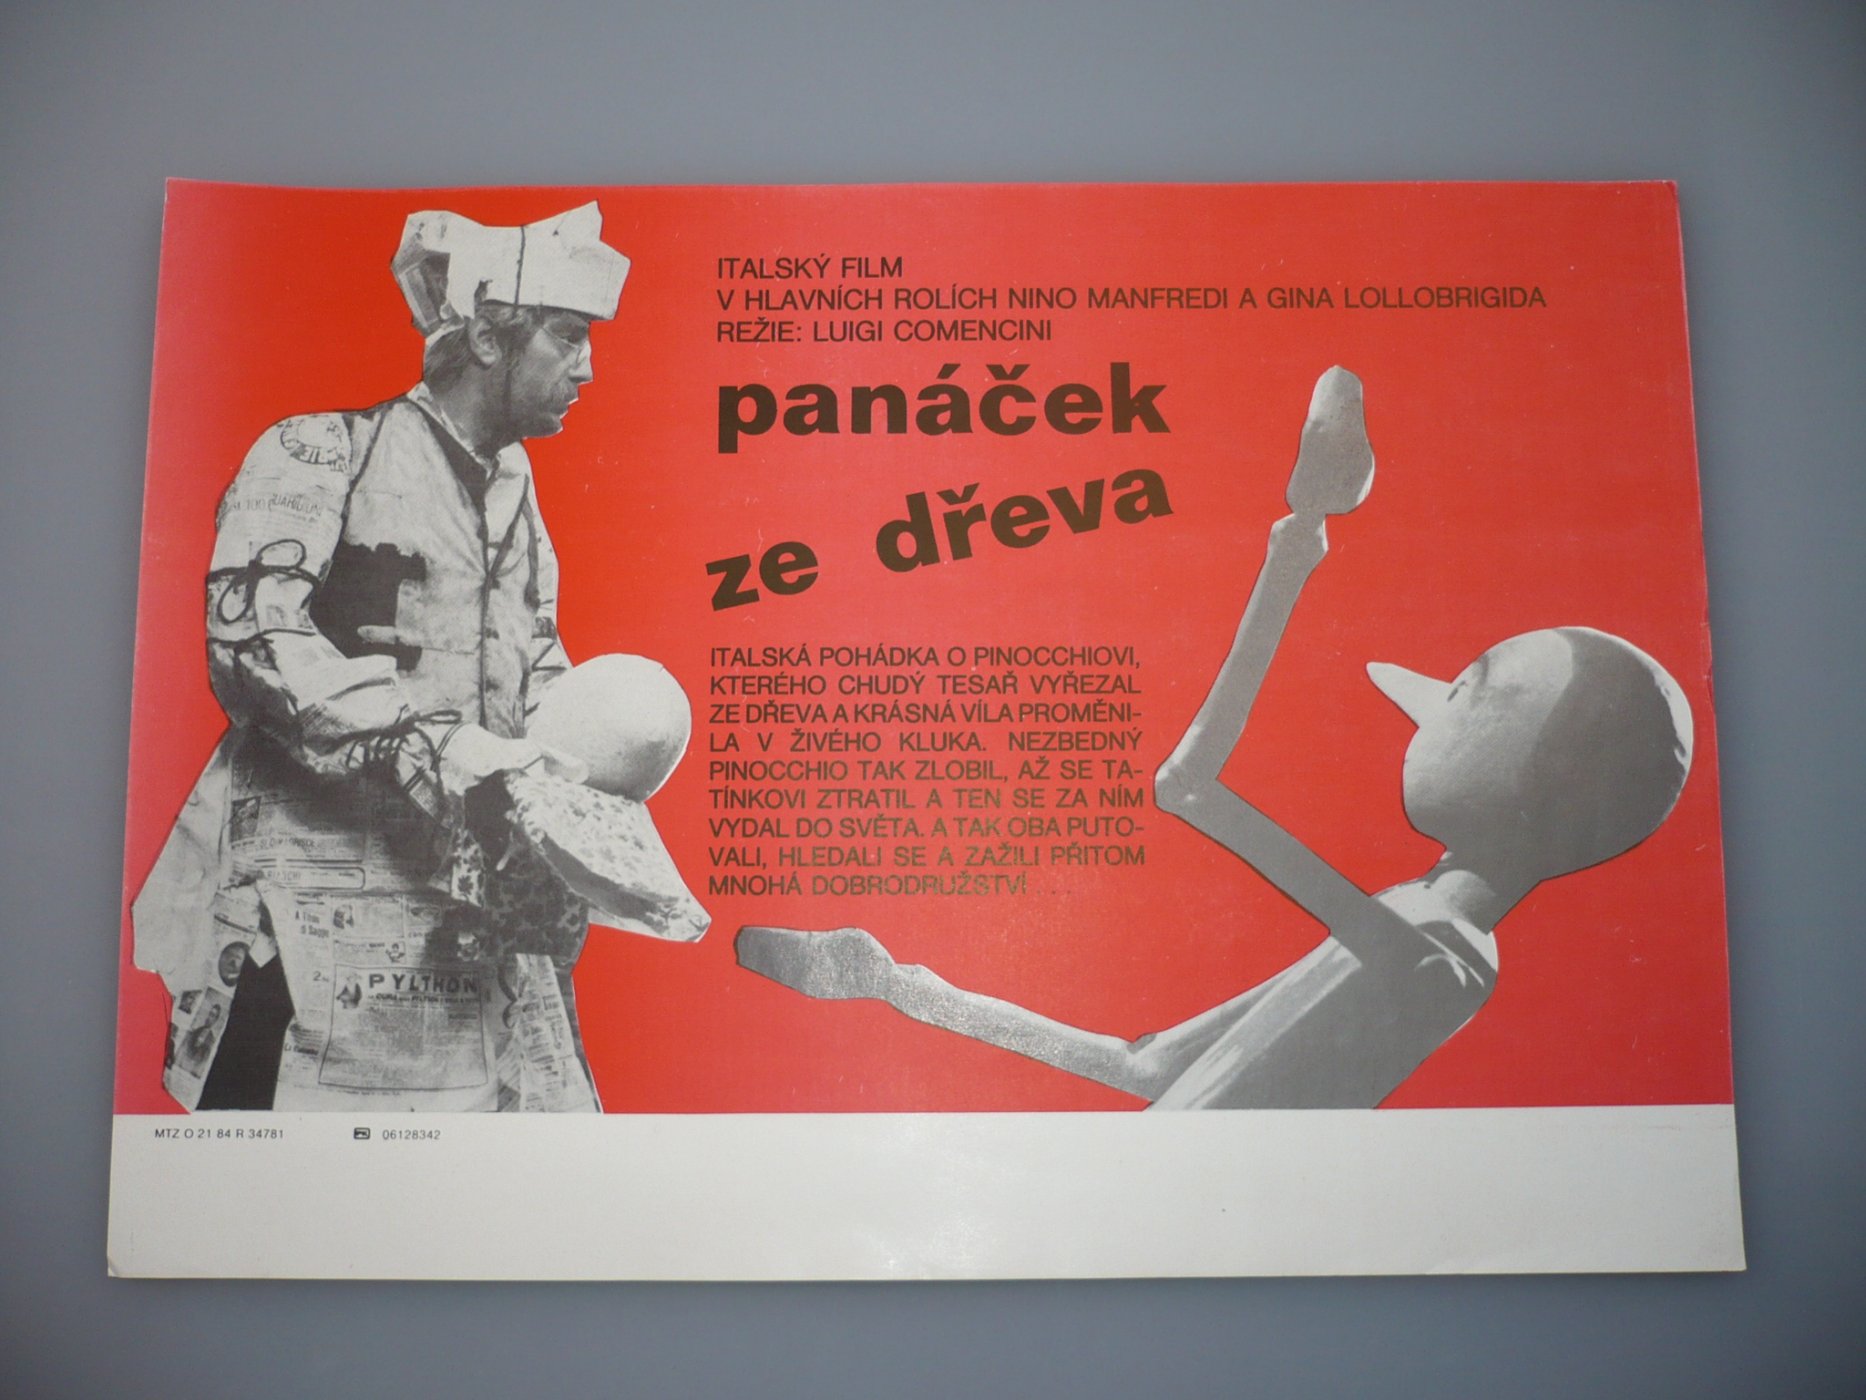 ITALSKÝ FILM
V HLAVNÍCH ROLÍCH NINO MANFREDI A GINA LOLLOBRIGIDA
REŽIE: LUIGI COMENCINI
panáček
ze dřeva
ITALSKÁ POHÁDKA O PINOCCHIOVI,
KTERÉHO CHUDÝ TESAŘ VYŘEZAL
ZE DŘEVA A KRÁSNÁ VÍLA PROMĚNI-
LA V ŽIVÉHO KLUKA. NEZBEDNÝ
PINOCCHIO TAK ZLOBIL, AŽ SE TA-
TÍNKOVI ZTRATIL A TEN SE ZA NÍM
VYDAL DO SVĚTA. A TAK OBA PUTO-
VALI, HLEDALI SE A ZAŽILI PŘITOM
MNOHÁ DOBRODRUŽSTVÍ . . .
PYLTHON
MTZ O 21 84 R 34781 06128342